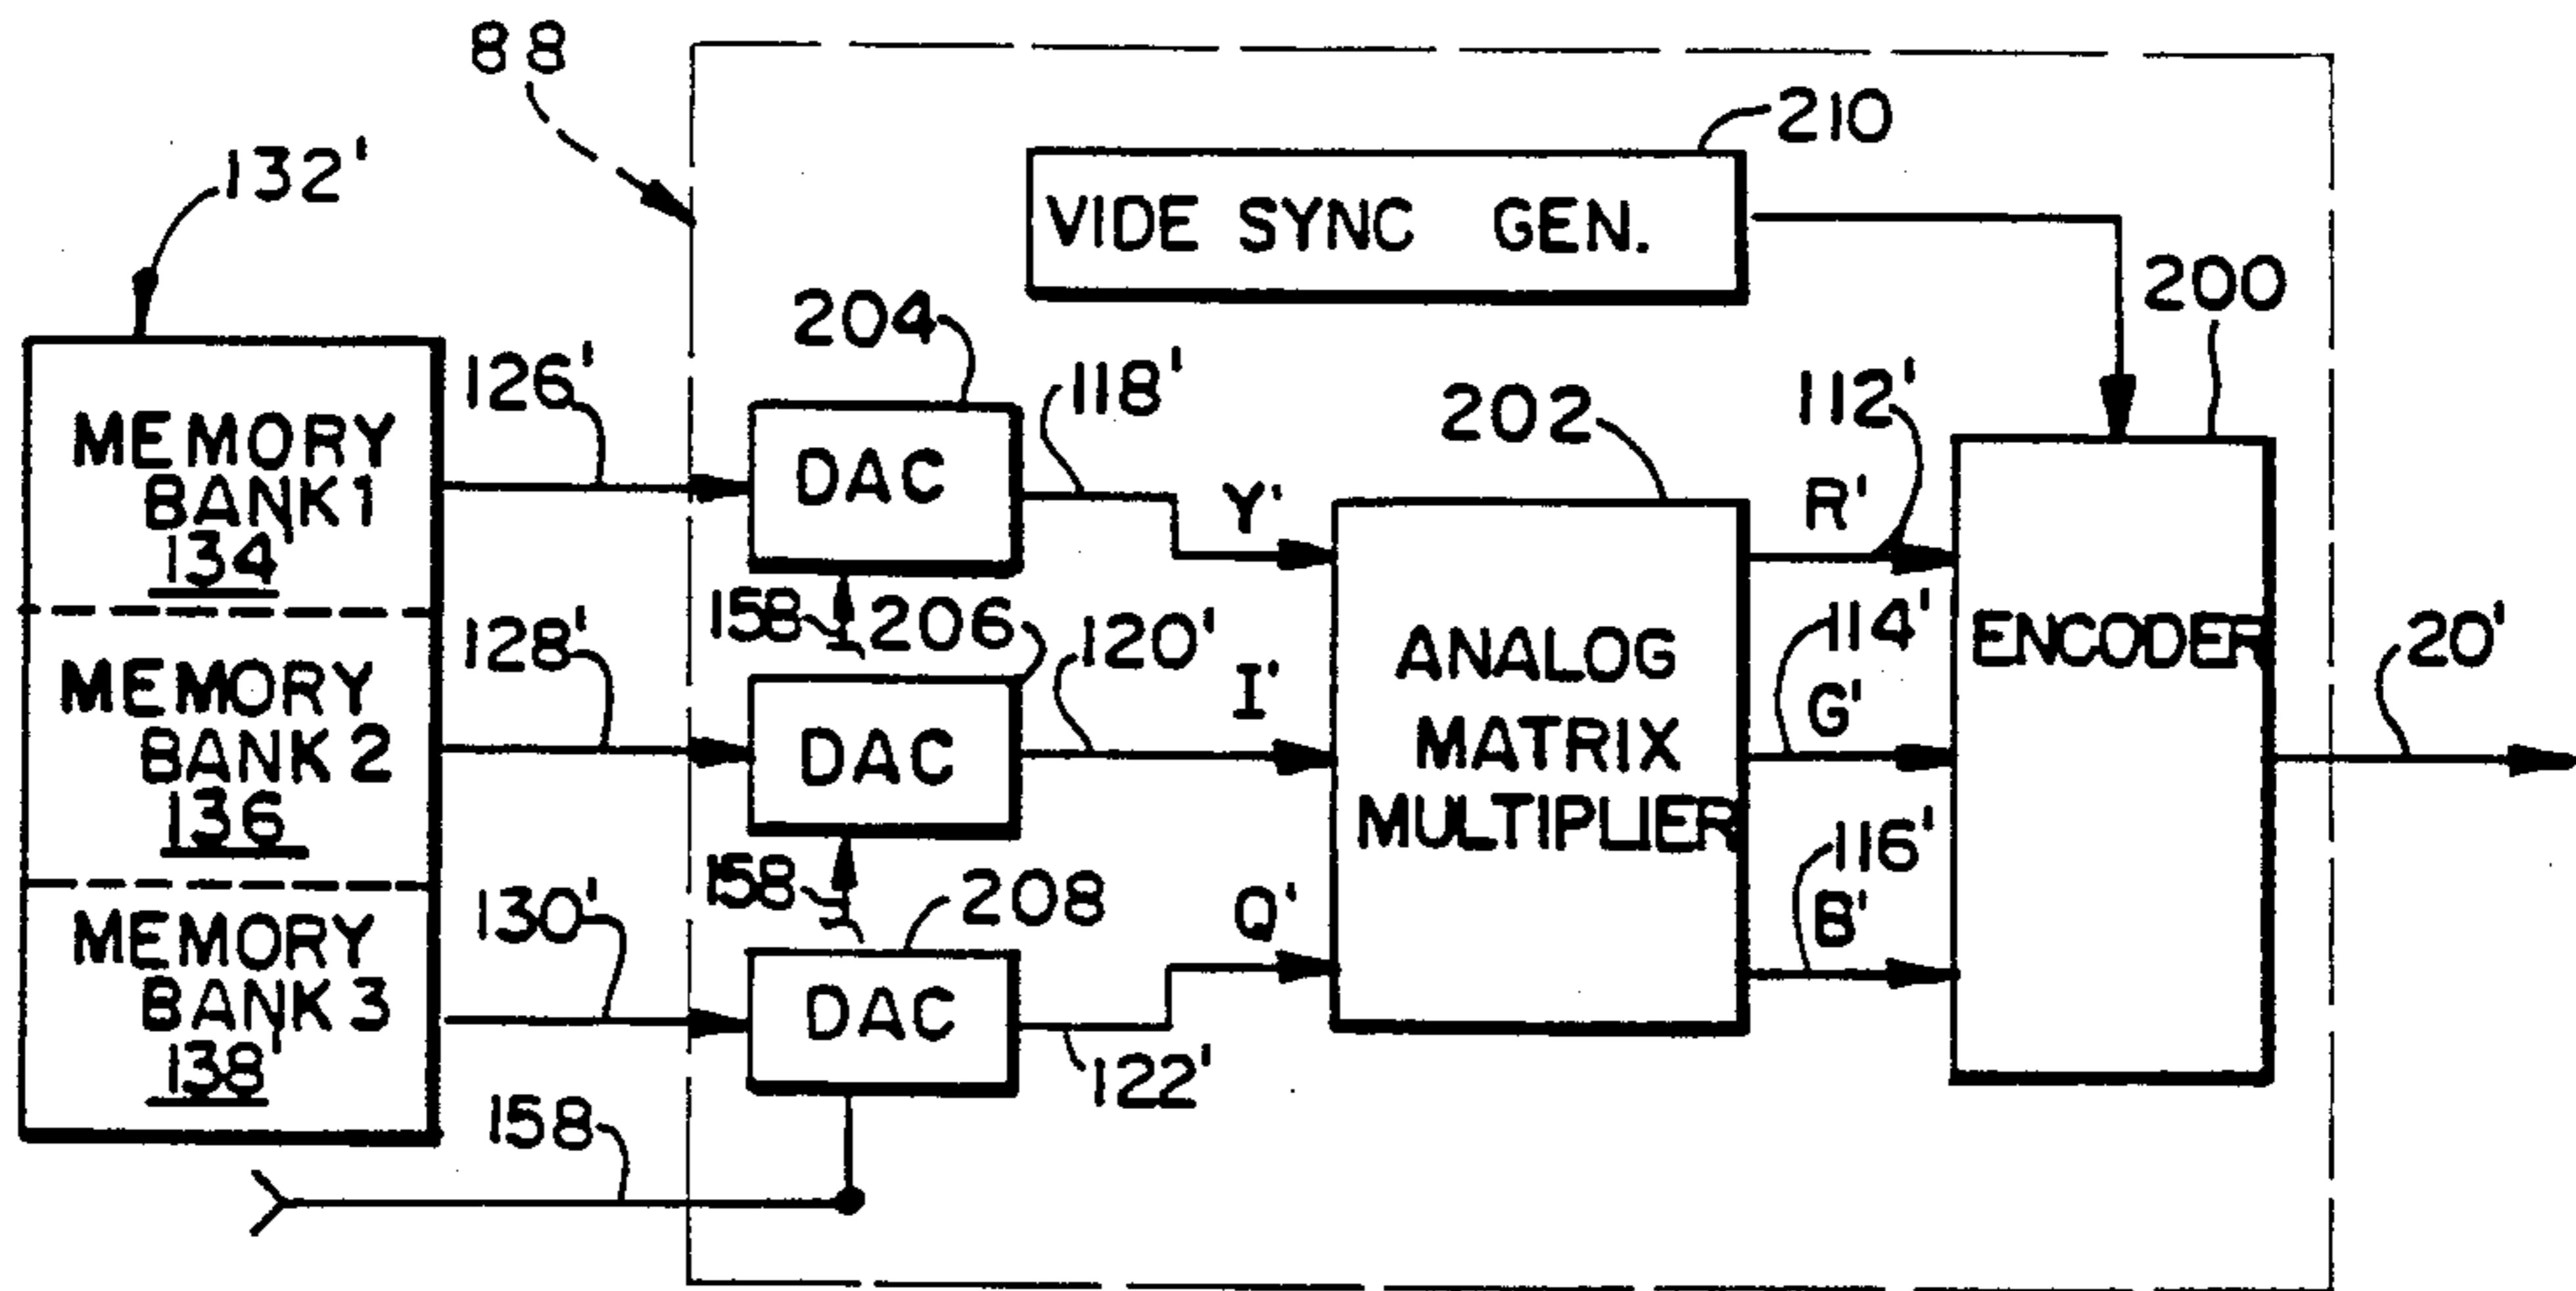 88
210
VIDE SYNC GEN.
132'
200
204
126'
118'
112'
202
MEMORY
BANK 1
134'
DAC
Y'
R'
158
206
128'
120'
114'
ANALOG
MATRIX
MULTIPLIER
ENCODER
20'
MEMORY
BANK 2
136
DAC
I'
G'
158
208
130'
Q'
116'
B'
MEMORY
BANK 3
138'
DAC
122'
158